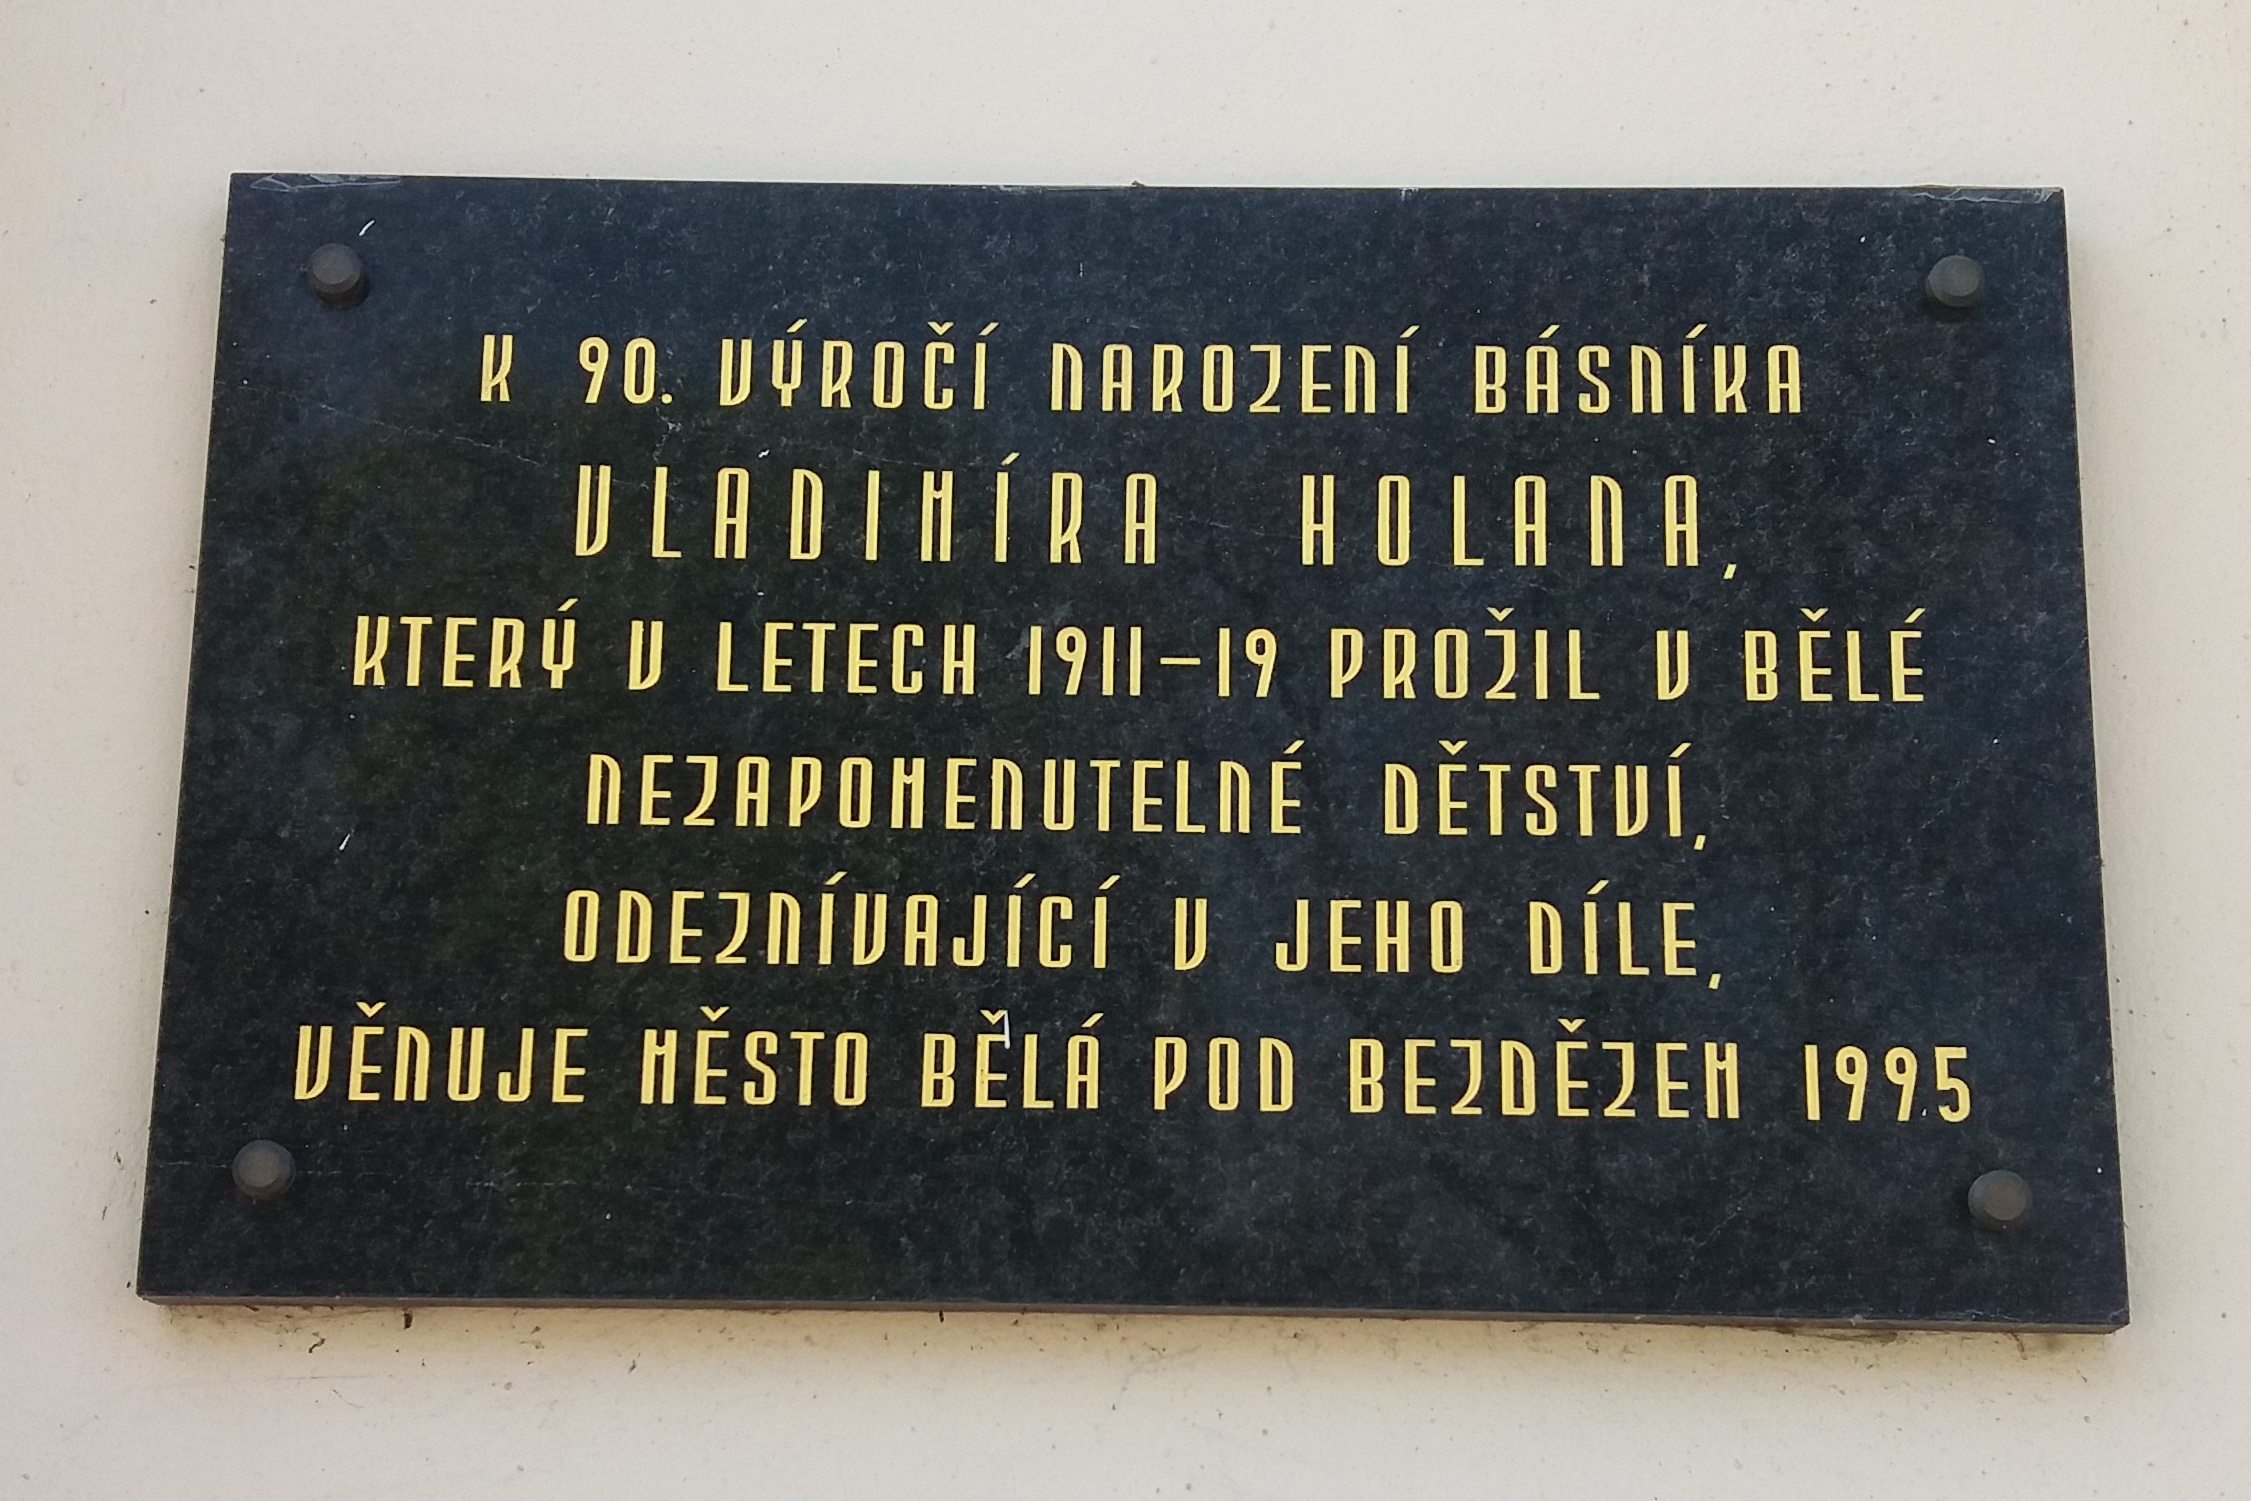 K 90. VÝROČÍ NAROZENÍ BÁSNÍKA
VLADIMÍRA HOLANA,
KTERÝ V LETECH 1911–19 PROŽIL V BĚLÉ
NEZAPOMENUTELNÉ DĚTSTVÍ,
ODEZNÍVAJÍCÍ V JEHO DÍLE,
VĚNUJE MĚSTO BĚLÁ POD BEZDĚZEM 1995